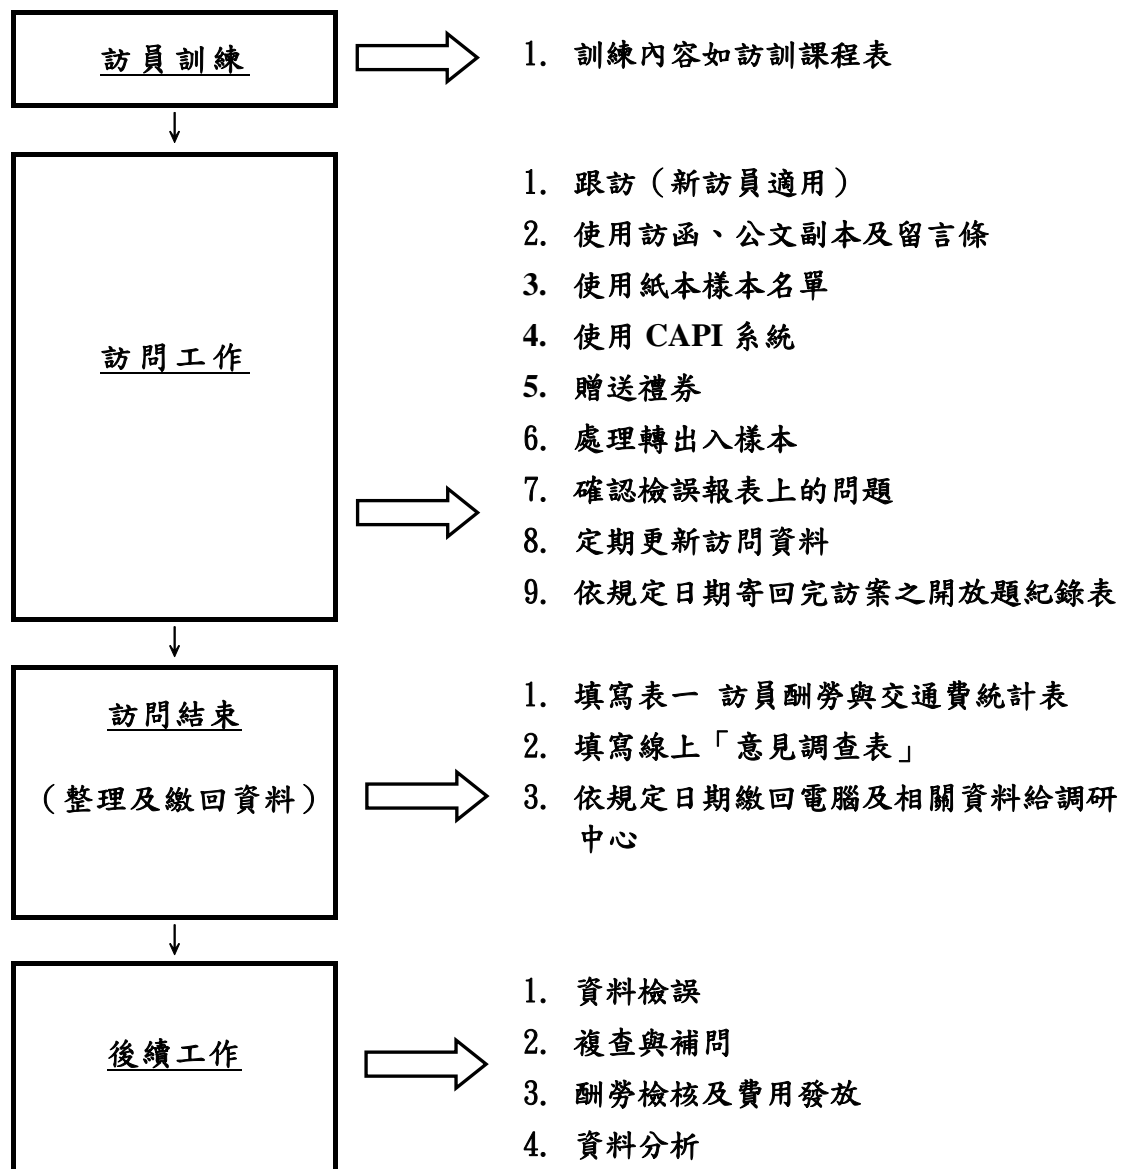 訪員訓練
1. 訓練內容如訪訓課程表
訪問工作
1. 跟訪（新訪員適用）
2. 使用訪函、公文副本及留言條
3. 使用紙本樣本名單
4. 使用 CAPI 系統
5. 贈送禮券
6. 處理轉出入樣本
7. 確認檢誤報表上的問題
8. 定期更新訪問資料
9. 依規定日期寄回完訪案之開放題紀錄表
訪問結束
（整理及繳回資料）
1. 填寫表一 訪員酬勞與交通費統計表
2. 填寫線上「意見調查表」
3. 依規定日期繳回電腦及相關資料給調研
中心
後續工作
1. 資料檢誤
2. 複查與補問
3. 酬勞檢核及費用發放
4. 資料分析